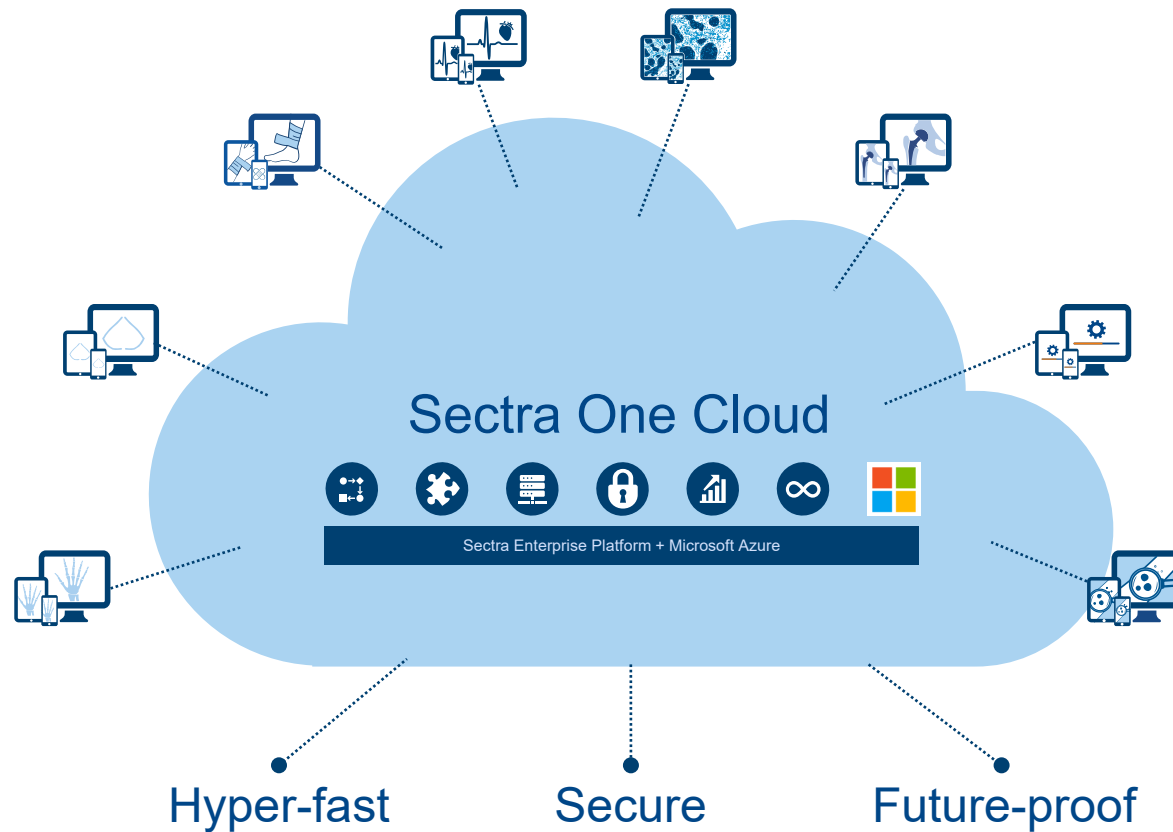 Sectra One Cloud
Sectra Enterprise Platform + Microsoft Azure
Hyper-fast
Secure
Future-proof